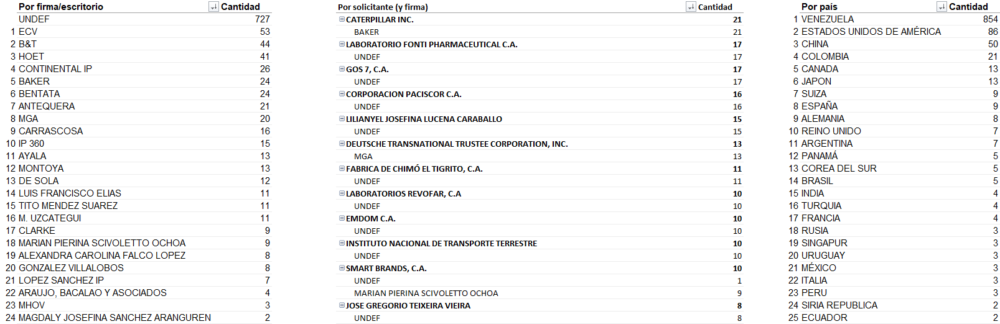 Por firma/escritorio Cantidad
UNDEF 727
1 ECV 53
2 B&T 44
3 HOET 41
4 CONTINENTAL IP 26
5 BAKER 24
6 BENTATA 24
7 ANTEQUERA 21
8 MGA 20
9 CARRASCOSA 16
10 IP 360 15
11 AYALA 13
12 MONTOYA 13
13 DE SOLA 12
14 LUIS FRANCISCO ELIAS 11
15 TITO MENDEZ SUAREZ 11
16 M. UZCATEGUI 11
17 CLARKE 9
18 MARIAN PIERINA SCIVOLETTO OCHOA 9
19 ALEXANDRA CAROLINA FALCO LOPEZ 8
20 GONZALEZ VILLALOBOS 8
21 LOPEZ SANCHEZ IP 7
22 ARAUJO, BACALAO Y ASOCIADOS 4
23 MHOV 3
24 MAGDALY JOSEFINA SANCHEZ ARANGUREN 2
Por solicitante (y firma) Cantidad
CATERPILLAR INC. 21
BAKER 21
LABORATORIO FONTI PHARMACEUTICAL C.A. 17
UNDEF 17
GOS 7, C.A. 17
UNDEF 17
CORPORACION PACISCOR C.A. 16
UNDEF 16
LILIANYEL JOSEFINA LUCENA CARABALLO 15
UNDEF 15
DEUTSCHE TRANSNATIONAL TRUSTEE CORPORATION, INC. 13
MGA 13
FABRICA DE CHIMÓ EL TIGRITO, C.A. 11
UNDEF 11
LABORATORIOS REVOFAR, C.A 10
UNDEF 10
EMDOM C.A. 10
UNDEF 10
INSTITUTO NACIONAL DE TRANSPORTE TERRESTRE 10
UNDEF 10
SMART BRANDS, C.A. 10
UNDEF 1
MARIAN PIERINA SCIVOLETTO OCHOA 9
JOSE GREGORIO TEIXEIRA VIEIRA 8
UNDEF 8
Por país Cantidad
1 VENEZUELA 854
2 ESTADOS UNIDOS DE AMÉRICA 86
3 CHINA 50
4 COLOMBIA 21
5 CANADA 13
6 JAPON 13
7 SUIZA 9
8 ESPAÑA 9
9 ALEMANIA 8
10 REINO UNIDO 7
11 ARGENTINA 7
12 PANAMÁ 5
13 COREA DEL SUR 5
14 BRASIL 5
15 INDIA 4
16 TURQUIA 4
17 FRANCIA 4
18 RUSIA 3
19 SINGAPUR 3
20 URUGUAY 3
21 MÉXICO 3
22 ITALIA 3
23 PERU 3
24 SIRIA REPUBLICA 2
25 ECUADOR 2